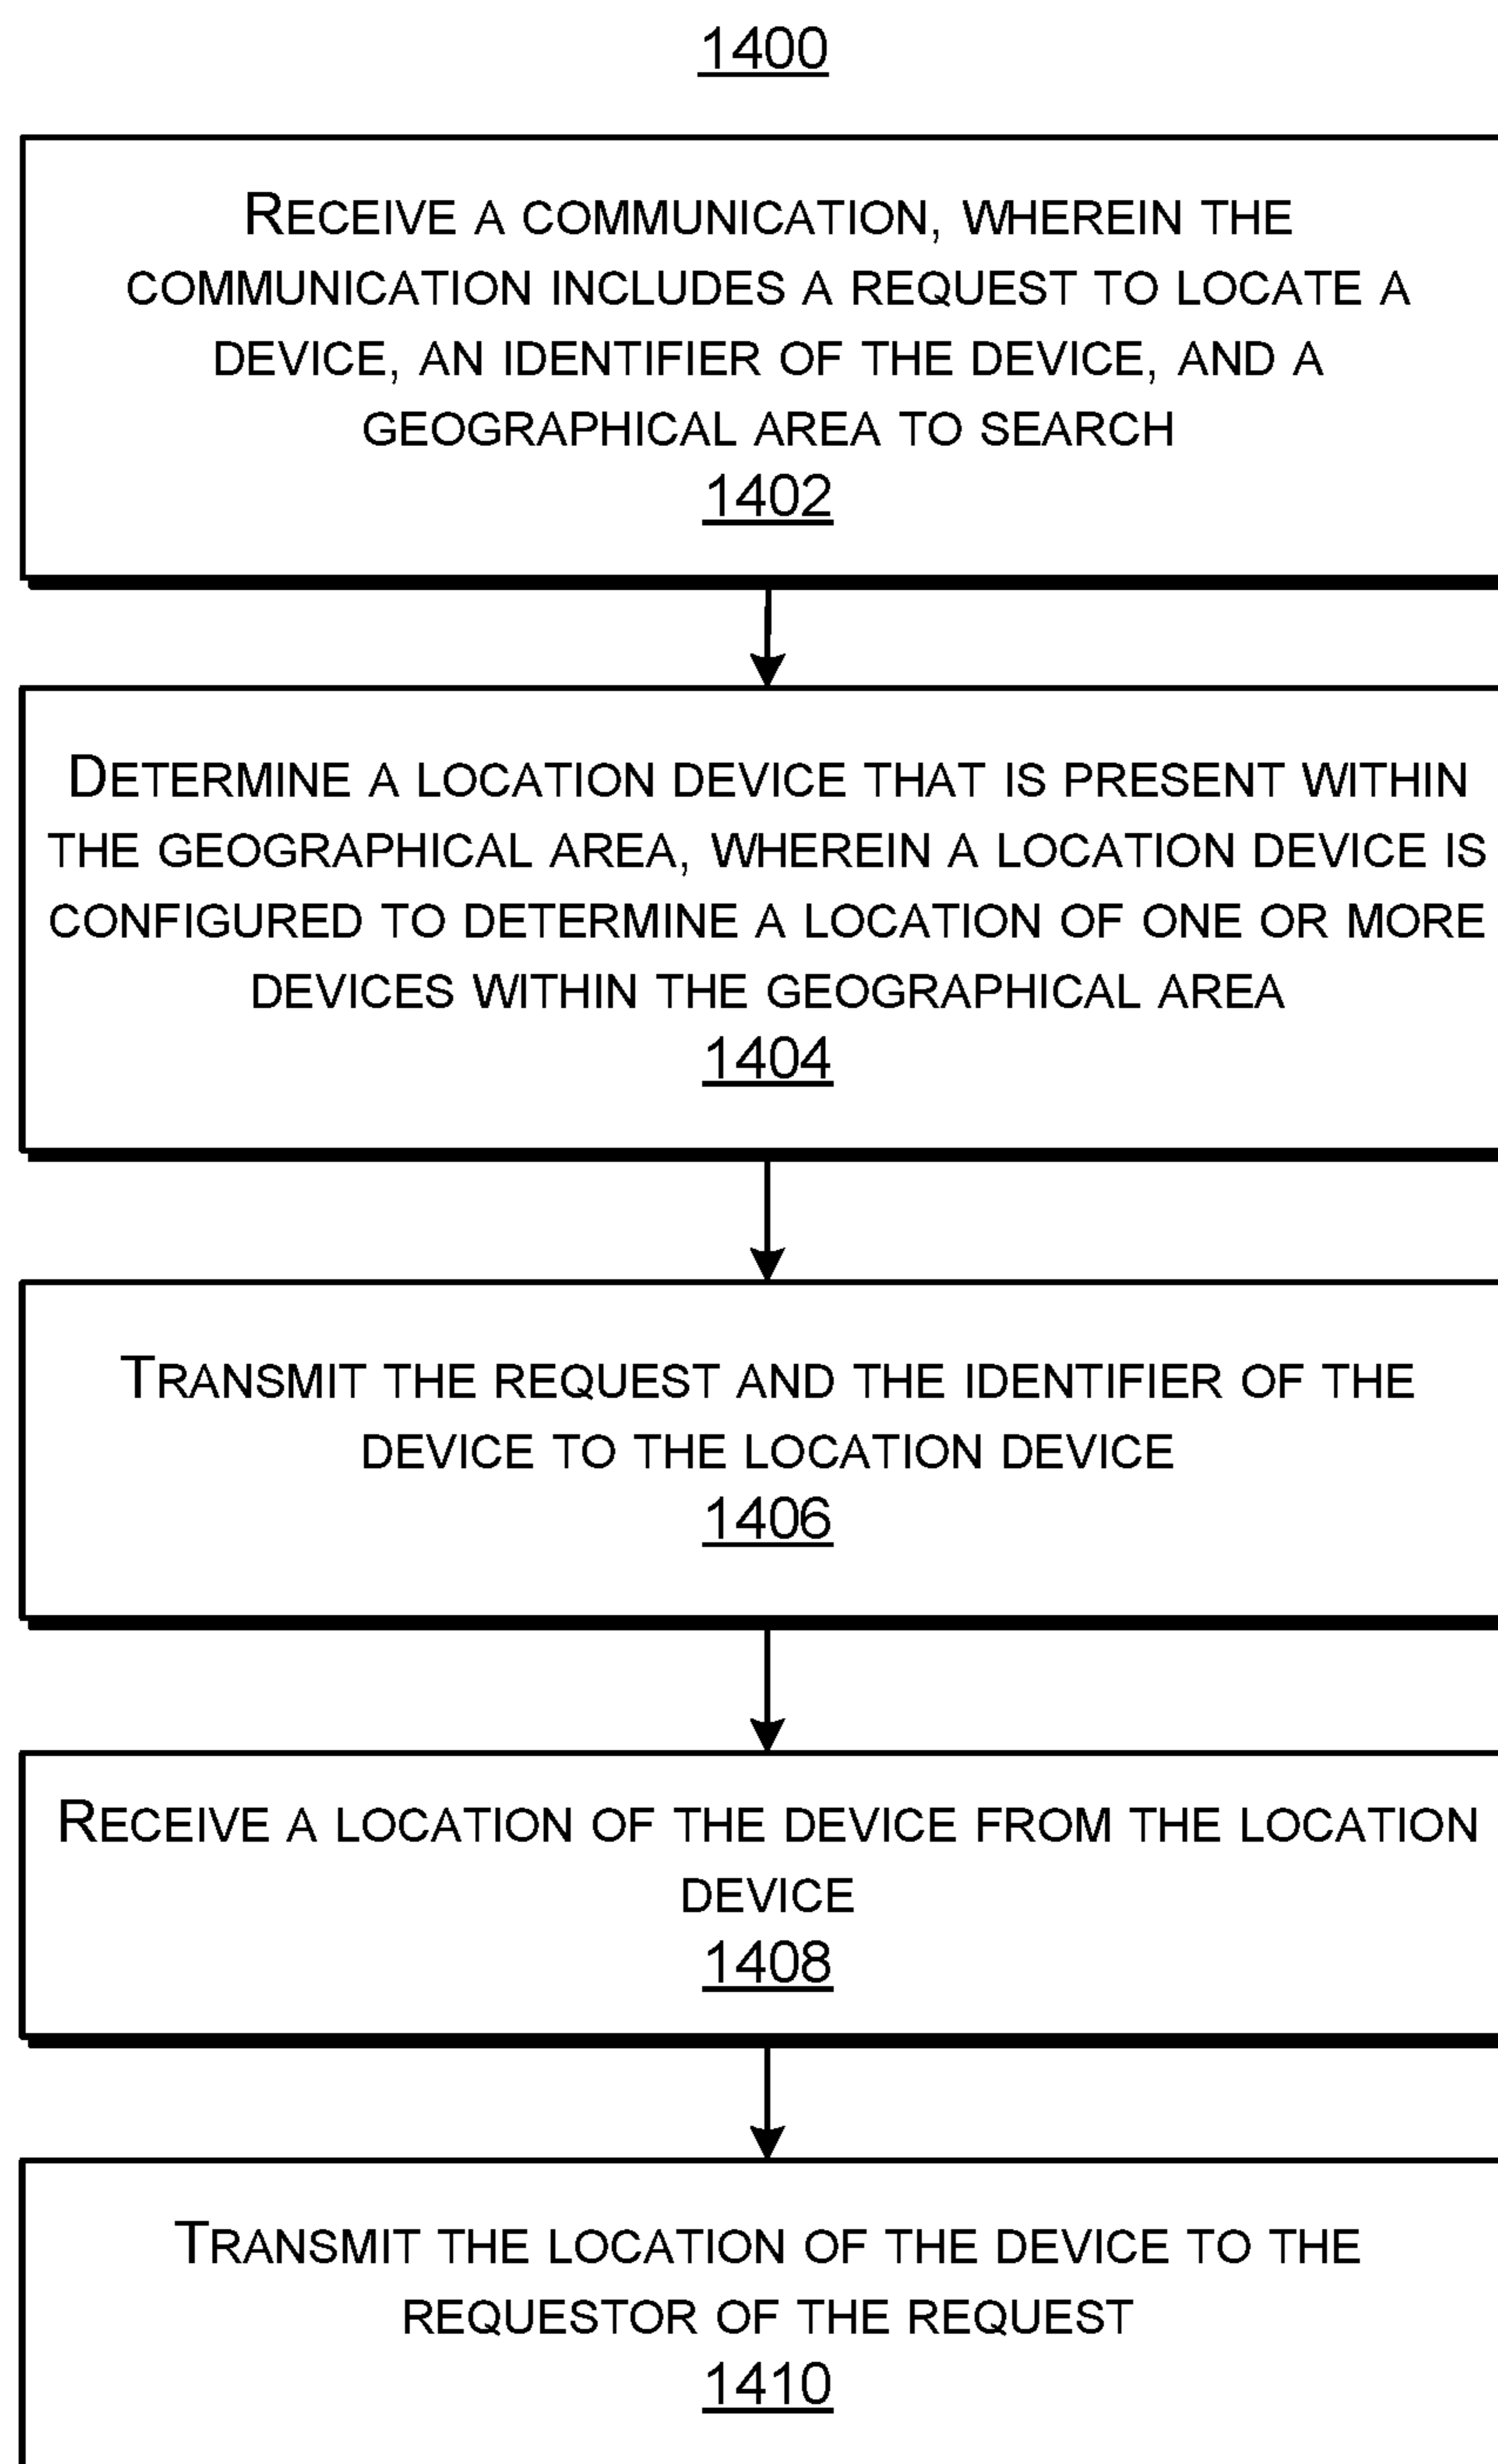 1400
RECEIVE A COMMUNICATION, WHEREIN THE
COMMUNICATION INCLUDES A REQUEST TO LOCATE A
DEVICE, AN IDENTIFIER OF THE DEVICE, AND A
GEOGRAPHICAL AREA TO SEARCH
1402
DETERMINE A LOCATION DEVICE THAT IS PRESENT WITHIN
THE GEOGRAPHICAL AREA, WHEREIN A LOCATION DEVICE IS
CONFIGURED TO DETERMINE A LOCATION OF ONE OR MORE
DEVICES WITHIN THE GEOGRAPHICAL AREA
1404
TRANSMIT THE REQUEST AND THE IDENTIFIER OF THE
DEVICE TO THE LOCATION DEVICE
1406
RECEIVE A LOCATION OF THE DEVICE FROM THE LOCATION
DEVICE
1408
TRANSMIT THE LOCATION OF THE DEVICE TO THE
REQUESTOR OF THE REQUEST
1410